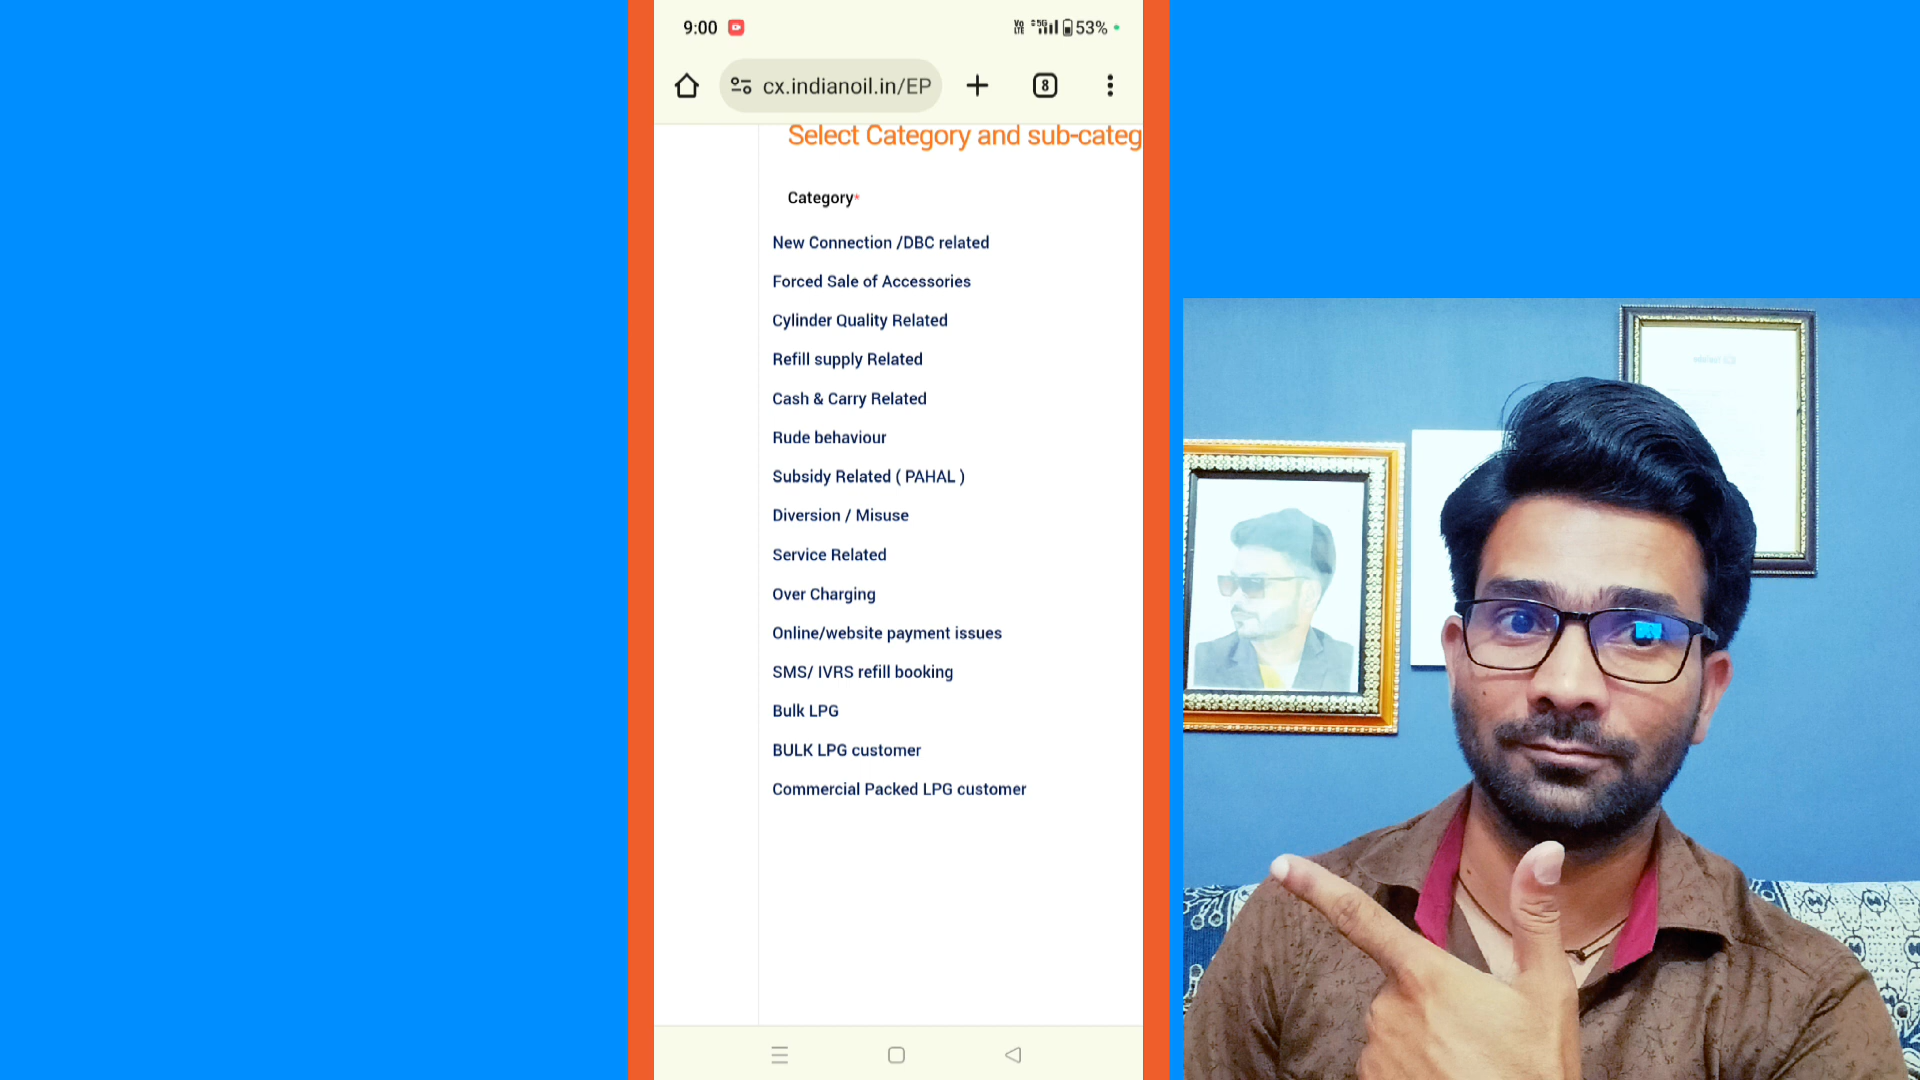 9:00
Vo LTE 5G 53%
cx.indianoil.in/EP
8
Select Category and sub-categ
Category*
New Connection /DBC related
Forced Sale of Accessories
Cylinder Quality Related
Refill supply Related
Cash & Carry Related
Rude behaviour
Subsidy Related ( PAHAL )
Diversion / Misuse
Service Related
Over Charging
Online/website payment issues
SMS/ IVRS refill booking
Bulk LPG
BULK LPG customer
Commercial Packed LPG customer